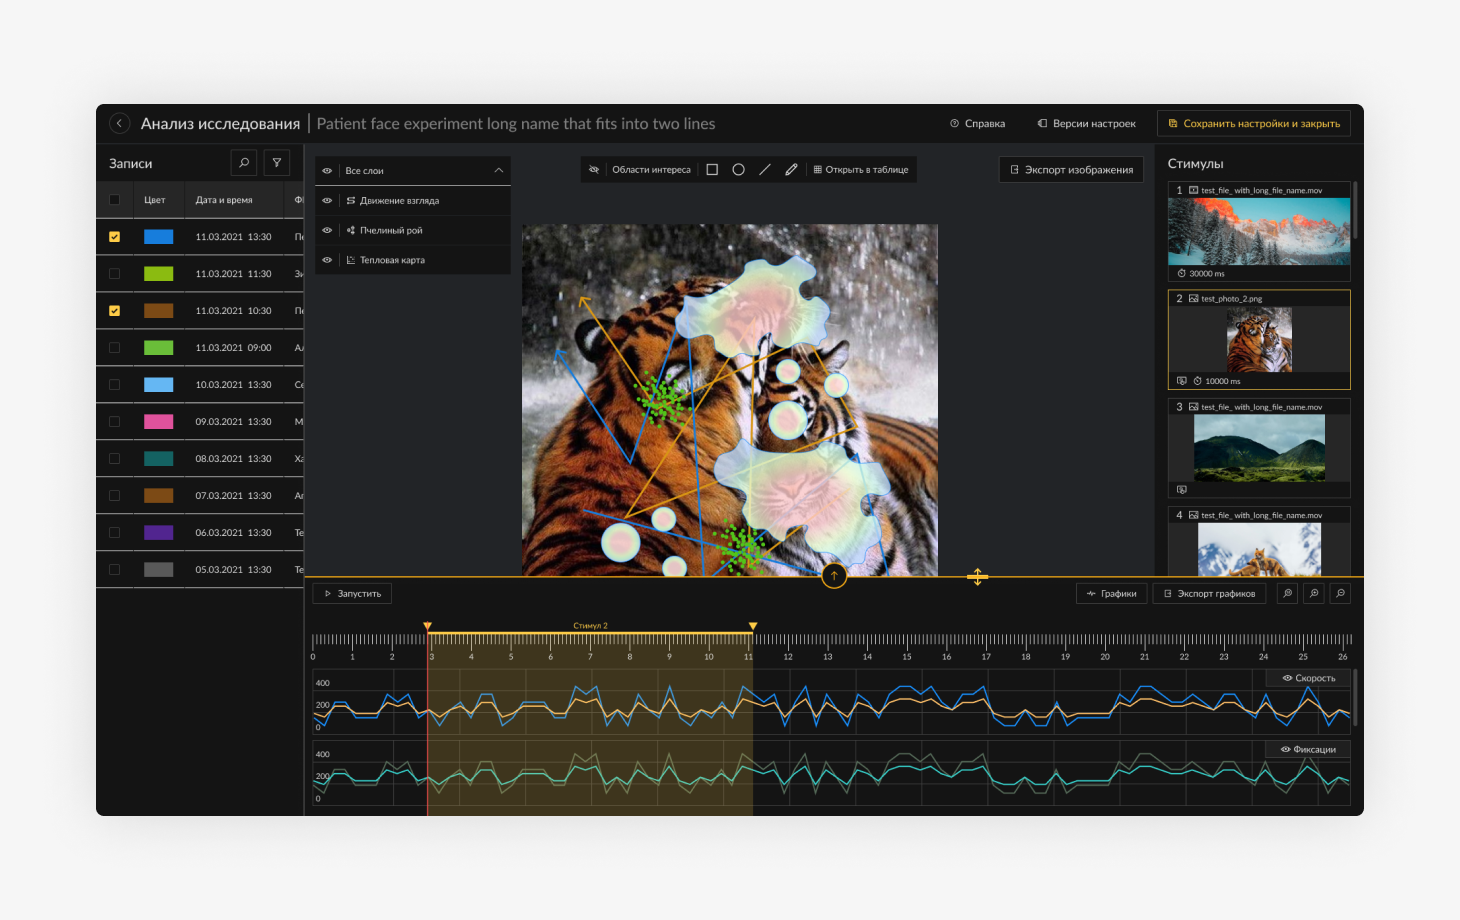 Анализ исследования | Patient face experiment long name that fits into two lines
Справка
Версии настроек
Сохранить настройки и закрыть
Записи
Цвет
Дата и время
11.03.2021 13:30
11.03.2021 11:30
11.03.2021 10:30
11.03.2021 09:00
10.03.2021 13:30
09.03.2021 13:30
08.03.2021 13:30
07.03.2021 13:30
06.03.2021 13:30
05.03.2021 13:30
Все слои
Движение взгляда
Пчелиный рой
Тепловая карта
Области интереса
Открыть в таблице
Экспорт изображения
Стимулы
1 test_file_ with_long_file_name.mov
30000 ms
2 test_photo_2.png
10000 ms
3 test_file_ with_long_file_name.mov
4 test_file_ with_long_file_name.mov
Запустить
Графики
Экспорт графиков
Стимул 2
0 1 2 3 4 5 6 7 8 9 10 11 12 13 14 15 16 17 18 19 20 21 22 23 24 25 26
400
200
0
Скорость
400
200
0
Фиксации